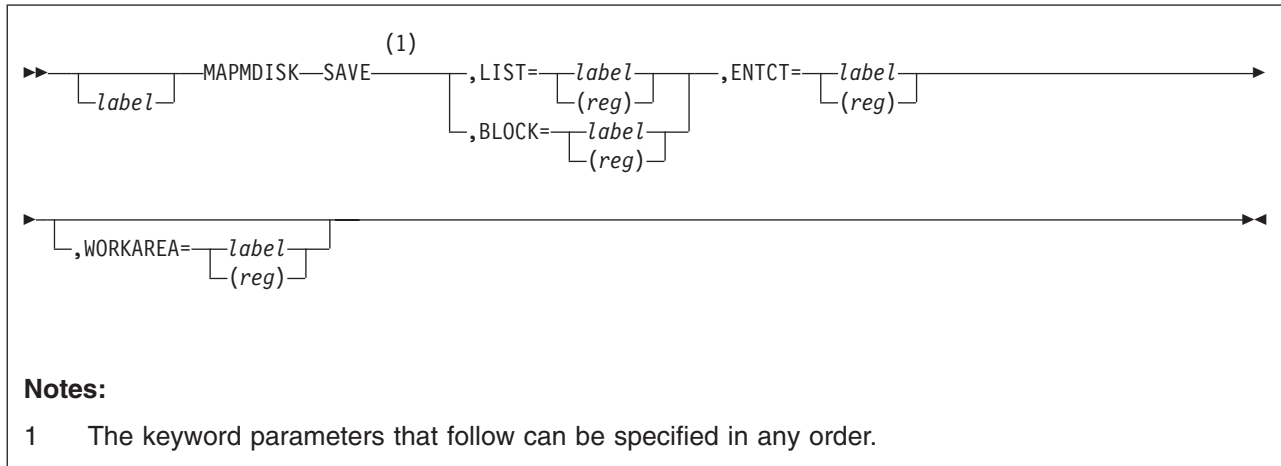 (1)
MAPMDISK SAVE ,LIST= label ,ENTCT= label
label (reg) (reg)
,BLOCK= label
(reg)
,WORKAREA= label
(reg)
Notes:
1 The keyword parameters that follow can be specified in any order.